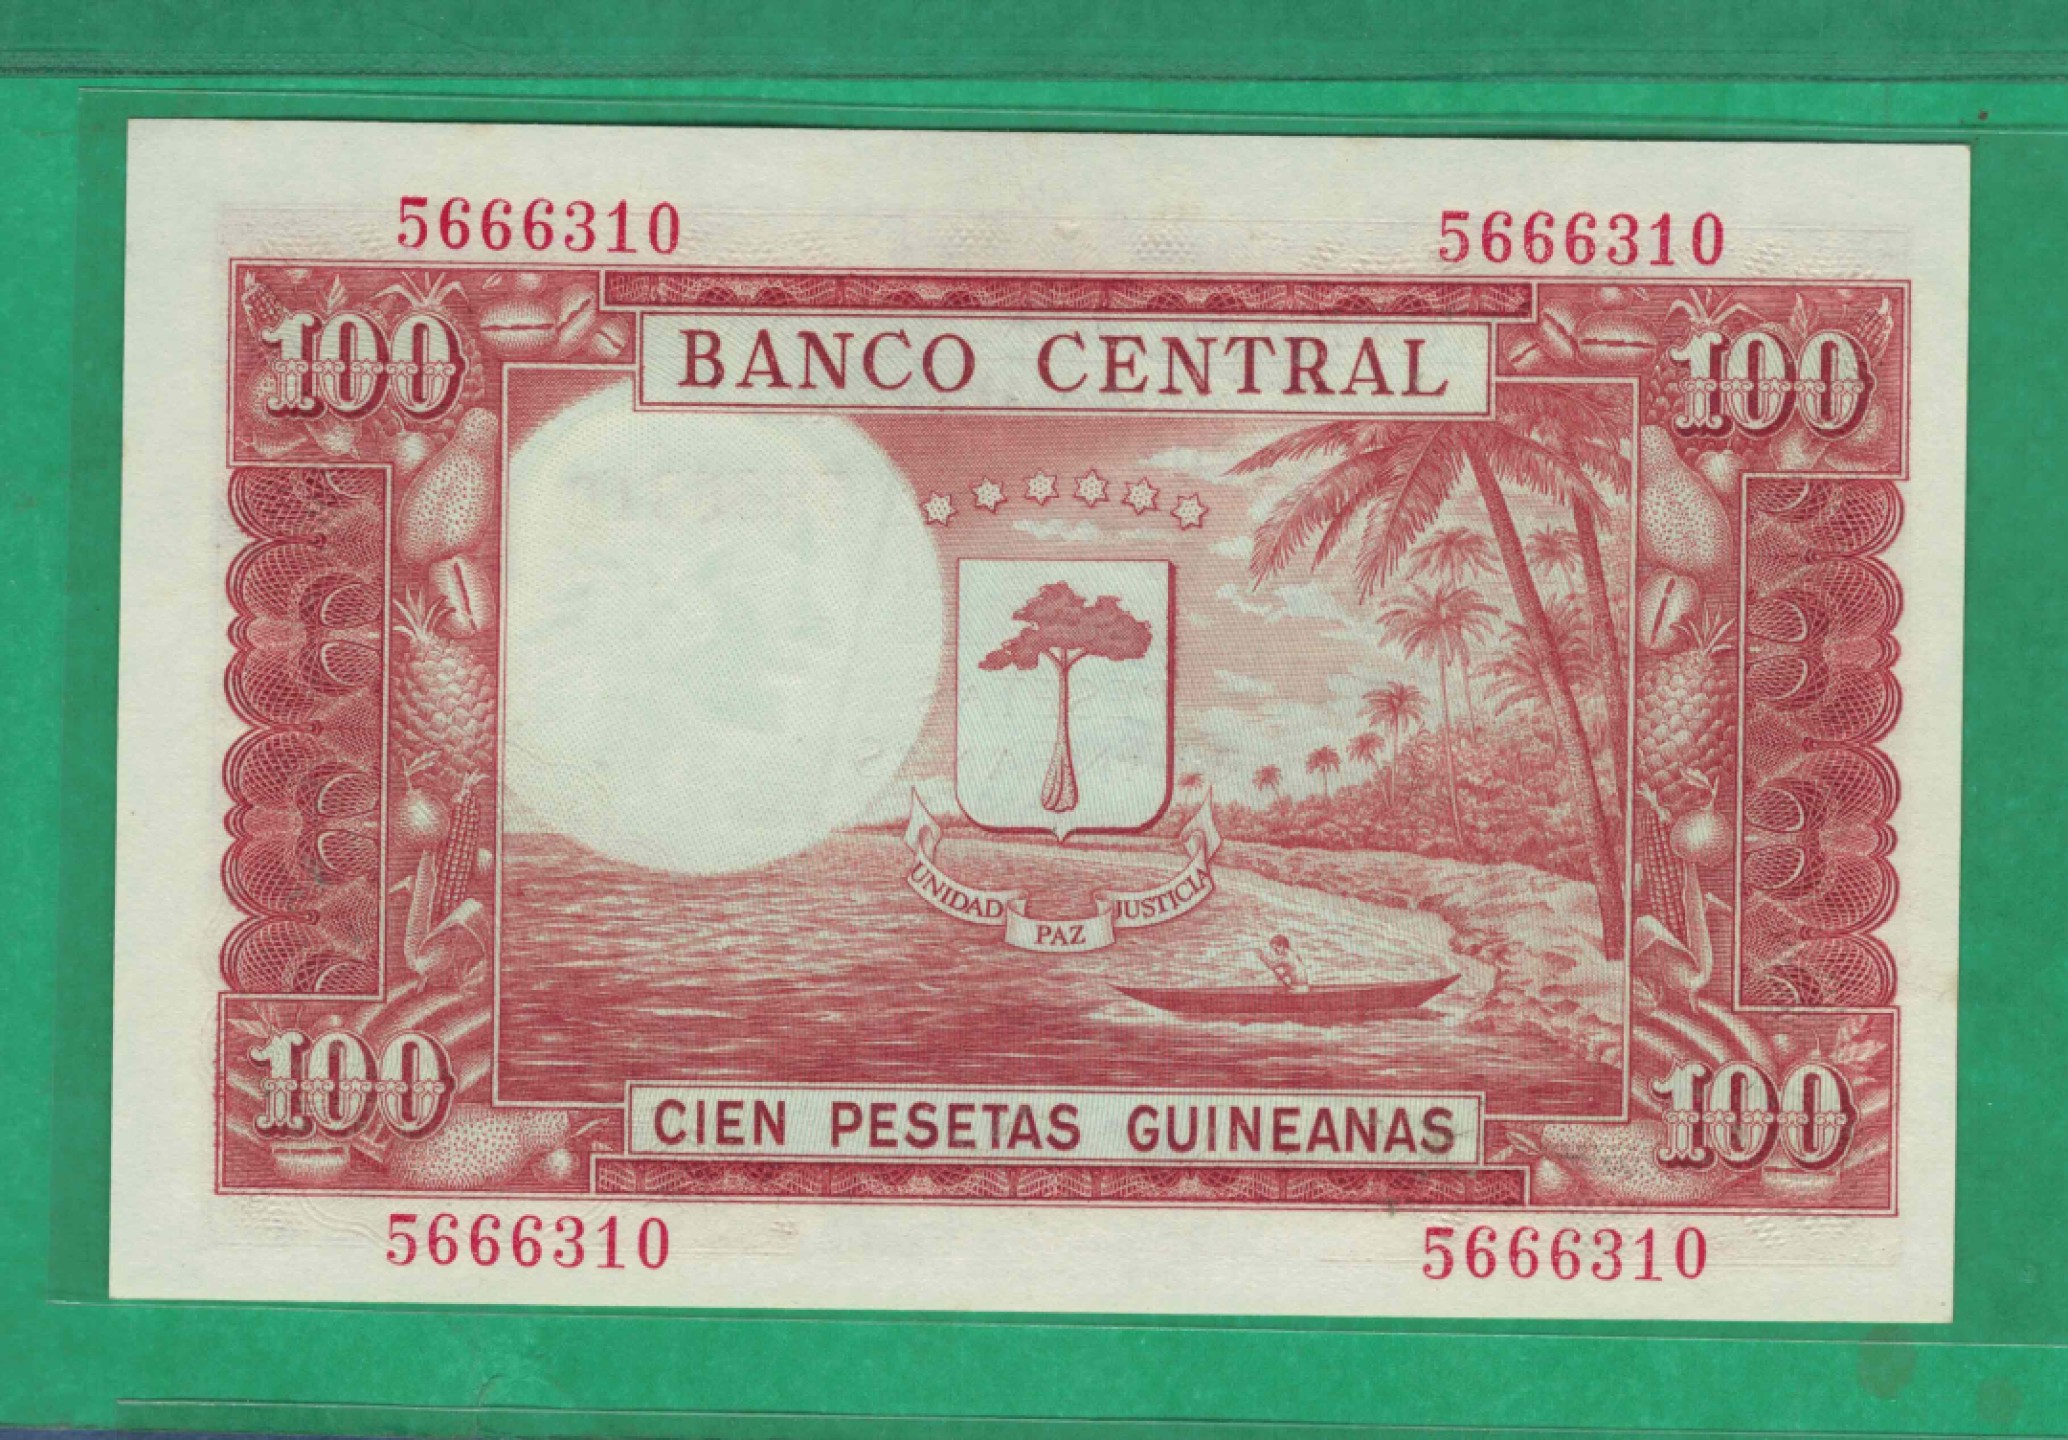 5666310 5666310
100 BANCO CENTRAL 100
UNIDAD PAZ JUSTICIA
100 CIEN PESETAS GUINEANAS 100
5666310 5666310